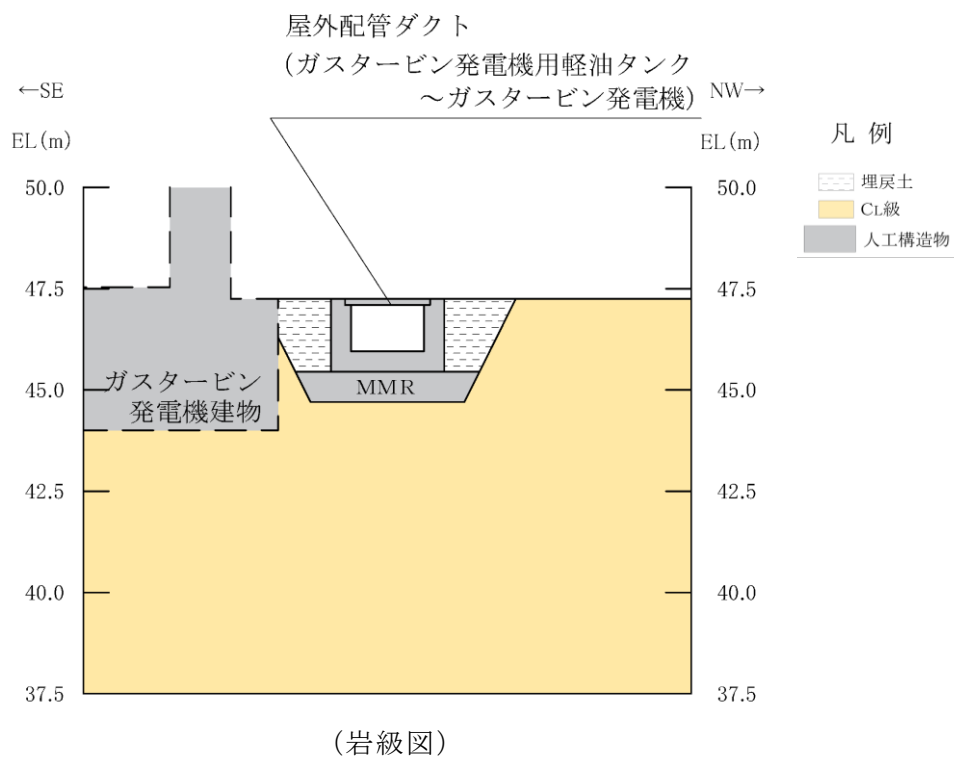 屋外配管ダクト
(ガスタービン発電機用軽油タンク
～ガスタービン発電機)
←SE
NW→
EL(m)
EL(m)
凡 例
埋戻土
CL級
人工構造物
50.0
50.0
47.5
47.5
45.0
45.0
42.5
42.5
40.0
40.0
37.5
37.5
ガスタービン
発電機建物
MMR
(岩級図)